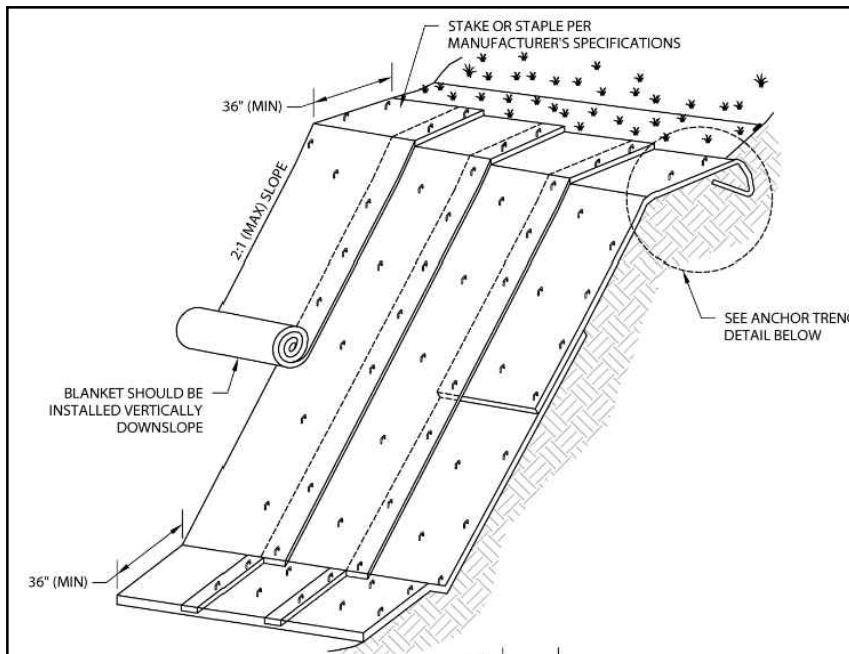 STAKE OR STAPLE PER
MANUFACTURER'S SPECIFICATIONS
36" (MIN)
2:1 (MAX) SLOPE
SEE ANCHOR TRENC
DETAIL BELOW
BLANKET SHOULD BE
INSTALLED VERTICALLY
DOWNSLOPE
36" (MIN)